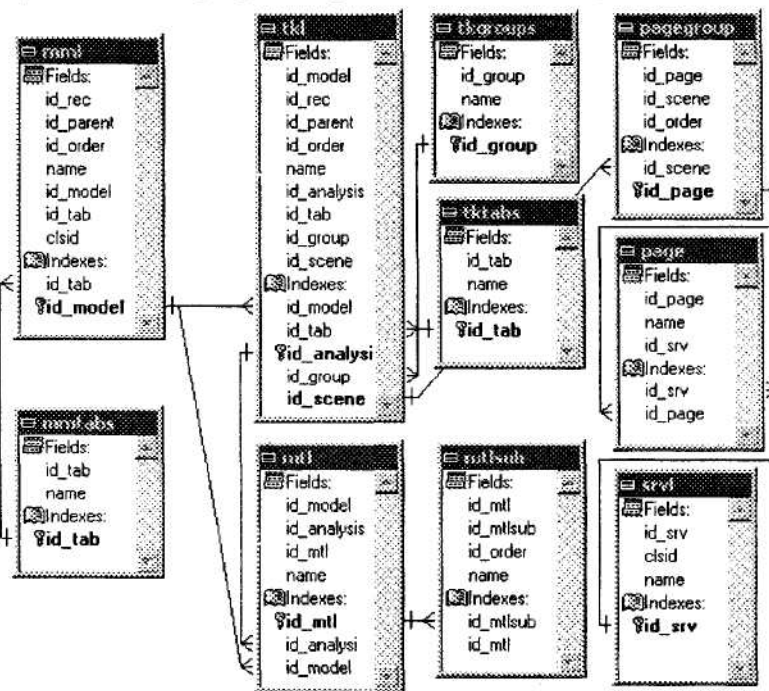 mml
Fields:
id_rec
id_parent
id_order
name
id_model
id_tab
clsid
Indexes:
id_tab
id_model
mmltabs
Fields:
id_tab
name
Indexes:
id_tab
tkl
Fields:
id_model
id_rec
id_parent
id_order
name
id_analysis
id_tab
id_group
id_scene
Indexes:
id_model
id_tab
id_analysi
id_group
id_scene
mtl
Fields:
id_model
id_analysis
id_mtl
name
Indexes:
id_mtl
id_analysi
id_model
tkgroups
Fields:
id_group
name
Indexes:
id_group
tktabs
Fields:
id_tab
name
Indexes:
id_tab
mtlsub
Fields:
id_mtl
id_mtlsub
id_order
name
Indexes:
id_mtlsub
id_mtl
pagegroup
Fields:
id_page
id_scene
id_order
Indexes:
id_scene
id_page
page
Fields:
id_page
name
id_srv
Indexes:
id_srv
id_page
srvl
Fields:
id_srv
clsid
name
Indexes:
id_srv